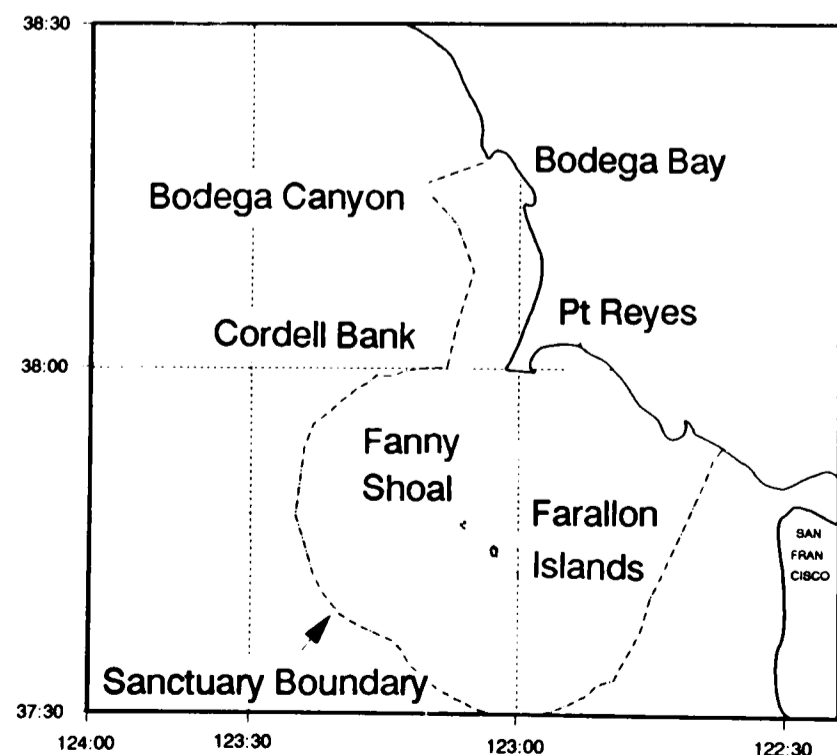 38:30
Bodega Bay
Bodega Canyon
Pt Reyes
Cordell Bank
38:00
Fanny
Shoal
Farallon
Islands
SAN
FRAN
CISCO
Sanctuary Boundary
37:30
124:00
123:30
123:00
122:30